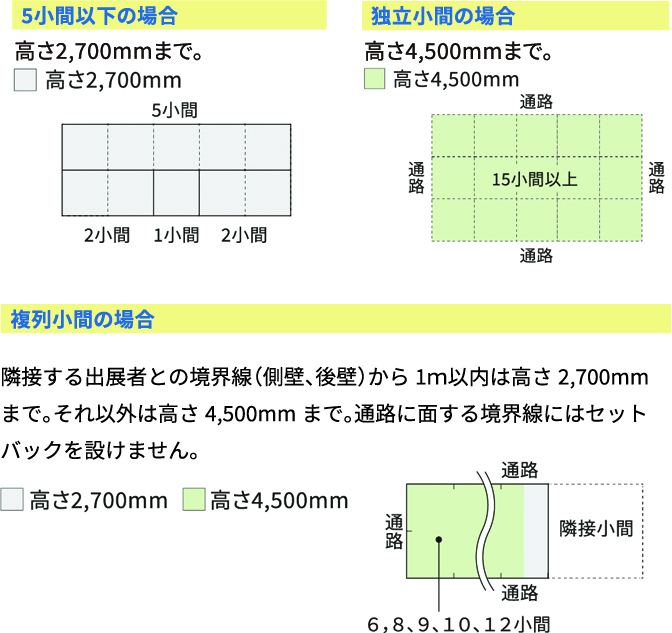 5小間以下の場合
高さ2,700mmまで。
高さ2,700mm
5小間
2小間 1小間 2小間
独立小間の場合
高さ4,500mmまで。
高さ4,500mm
通路
通路
15小間以上
通路
通路
複列小間の場合
隣接する出展者との境界線（側壁、後壁）から 1m以内は高さ 2,700mm
まで。それ以外は高さ 4,500mm まで。通路に面する境界線にはセット
バックを設けません。
高さ2,700mm 高さ4,500mm
通路
通路
隣接小間
通路
６，８、９、１０、１２小間